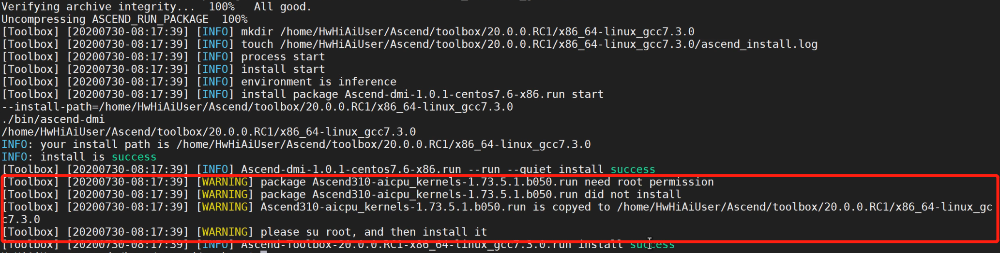 Verifying archive integrity...  100%   All good.
Uncompressing ASCEND_RUN_PACKAGE  100%
[Toolbox] [20200730-08:17:39] [INFO] mkdir /home/HwHiAiUser/Ascend/toolbox/20.0.0.RC1/x86_64-linux_gcc7.3.0
[Toolbox] [20200730-08:17:39] [INFO] touch /home/HwHiAiUser/Ascend/toolbox/20.0.0.RC1/x86_64-linux_gcc7.3.0/ascend_install.log
[Toolbox] [20200730-08:17:39] [INFO] process start
[Toolbox] [20200730-08:17:39] [INFO] install start
[Toolbox] [20200730-08:17:39] [INFO] environment is inference
[Toolbox] [20200730-08:17:39] [INFO] install package Ascend-dmi-1.0.1-centos7.6-x86.run start
--install-path=/home/HwHiAiUser/Ascend/toolbox/20.0.0.RC1/x86_64-linux_gcc7.3.0
./bin/ascend-dmi
/home/HwHiAiUser/Ascend/toolbox/20.0.0.RC1/x86_64-linux_gcc7.3.0
INFO: your install path is /home/HwHiAiUser/Ascend/toolbox/20.0.0.RC1/x86_64-linux_gcc7.3.0
INFO: install is success
[Toolbox] [20200730-08:17:39] [INFO] Ascend-dmi-1.0.1-centos7.6-x86.run --run --quiet install success
[Toolbox] [20200730-08:17:39] [WARNING] package Ascend310-aicpu_kernels-1.73.5.1.b050.run need root permission
[Toolbox] [20200730-08:17:39] [WARNING] package Ascend310-aicpu_kernels-1.73.5.1.b050.run did not install
[Toolbox] [20200730-08:17:39] [WARNING] Ascend310-aicpu_kernels-1.73.5.1.b050.run is copyed to /home/HwHiAiUser/Ascend/toolbox/20.0.0.RC1/x86_64-linux_gc
c7.3.0
[Toolbox] [20200730-08:17:39] [WARNING] please su root, and then install it
[Toolbox] [20200730-08:17:39] [INFO] Ascend-Toolbox-20.0.0.RC1-x86_64-linux_gcc7.3.0.run install success